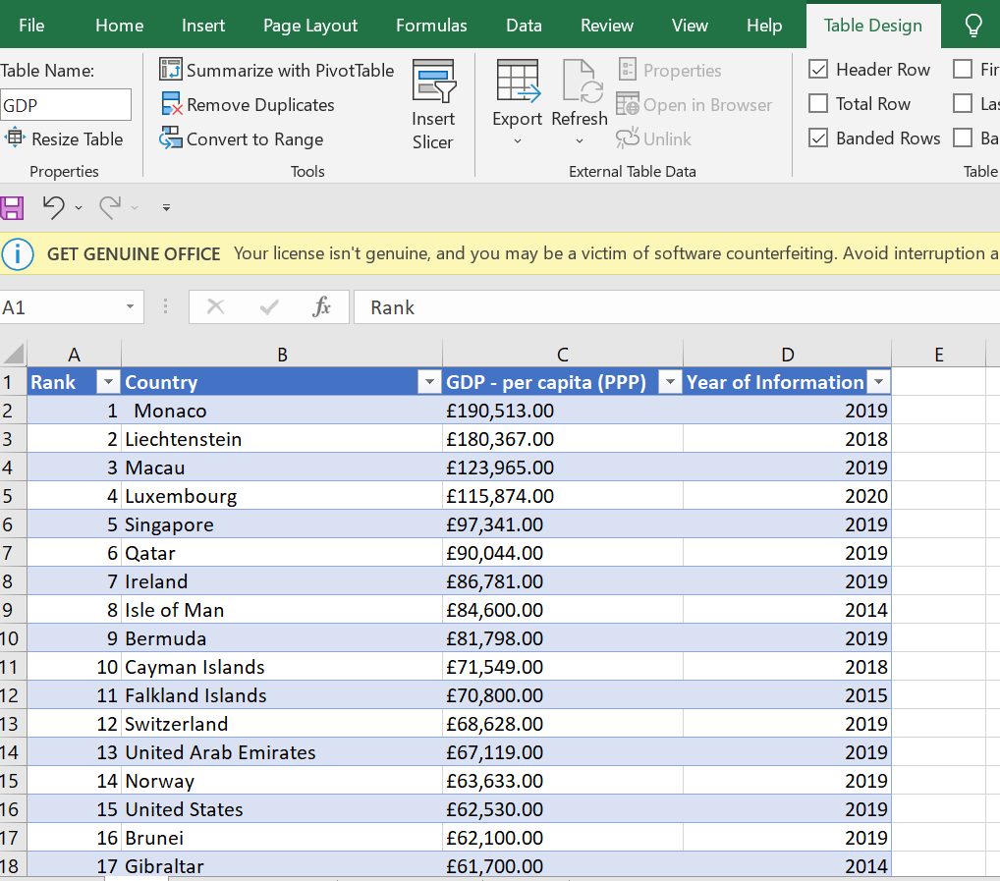 File Home Insert Page Layout Formulas Data Review View Help Table Design
Table Name:
GDP
Resize Table
Properties
Summarize with PivotTable
Remove Duplicates
Convert to Range
Tools
Insert
Slicer
Export Refresh
Properties
Open in Browser
Unlink
External Table Data
Header Row Fir
Total Row Las
Banded Rows Ba
Table
GET GENUINE OFFICE Your license isn't genuine, and you may be a victim of software counterfeiting. Avoid interruption a
A1 fx Rank
A B C D E
1 Rank Country GDP - per capita (PPP) Year of Information
2 1 Monaco £190,513.00 2019
3 2 Liechtenstein £180,367.00 2018
4 3 Macau £123,965.00 2019
5 4 Luxembourg £115,874.00 2020
6 5 Singapore £97,341.00 2019
7 6 Qatar £90,044.00 2019
8 7 Ireland £86,781.00 2019
9 8 Isle of Man £84,600.00 2014
10 9 Bermuda £81,798.00 2019
11 10 Cayman Islands £71,549.00 2018
12 11 Falkland Islands £70,800.00 2015
13 12 Switzerland £68,628.00 2019
14 13 United Arab Emirates £67,119.00 2019
15 14 Norway £63,633.00 2019
16 15 United States £62,530.00 2019
17 16 Brunei £62,100.00 2019
18 17 Gibraltar £61,700.00 2014